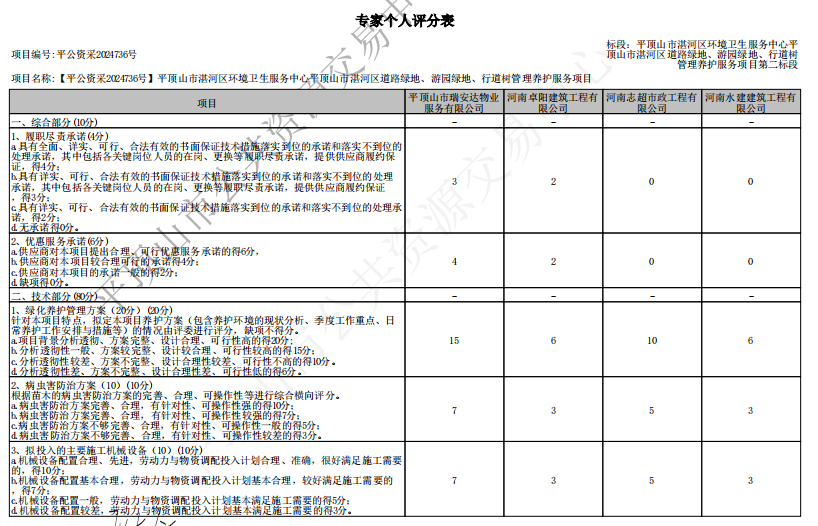 专家个人评分表
标段：平顶山市湛河区环境卫生服务中心平
项目编号:平公资采2024736号
顶山市湛河区道路绿地、游园绿地、行道树
管理养护服务项目第二标段
项目名称:【平公资采2024736号】平顶山市湛河区环境卫生服务中心平顶山市湛河区道路绿地、游园绿地、行道树管理养护服务项目
项目
平顶山市瑞安达物业服务有限公司
河南卓阳建筑工程有限公司
河南志超市政工程有限公司
河南水建建筑工程有限公司
一、综合部分(10分) - - - -
1、履职尽责承诺(4分)
a.具有全面、详实、可行、合法有效的书面保证技术措施落实到位的承诺和落实不到位的
处理承诺，其中包括各关键岗位人员的在岗、更换等履职尽责承诺，提供供应商履约保
证，得4分；
b.具有详实、可行、合法有效的书面保证技术措施落实到位的承诺和落实不到位的处理
承诺，其中包括各关键岗位人员的在岗、更换等履职尽责承诺，提供供应商履约保证
，得3分；
c.具有详实、可行、合法有效的书面保证技术措施落实到位的承诺和落实不到位的处理承
诺，得2分；
d.无承诺得0分。
3 2 0 0
2、优惠服务承诺(6分)
a.供应商对本项目提出合理、可行优惠服务承诺的得6分，
b.供应商对本项目较合理可行的承诺得4分；
c.供应商对本项目的承诺一般的得2分；
d.缺项得0分。
4 2 0 0
二、技术部分(80分) - - - -
1、绿化养护管理方案（20分）(20分)
针对本项目特点，拟定本项目养护方案（包含养护环境的现状分析、季度工作重点、日
常养护工作安排与措施等）的情况由评委进行评分，缺项不得分。
a.项目背景分析透彻、方案完整、设计合理、可行性高的得20分；
b.分析透彻性一般、方案较完整、设计较合理、可行性较高的得15分；
c.分析透彻性较差、方案不完整、设计合理性较差、可行性不高的得10分。
d.分析透彻性差、方案不完整、设计合理性差、可行性低的得6分。
15 6 10 6
2、病虫害防治方案（10）(10分)
根据苗木的病虫害防治方案的完善、合理、可操作性等进行综合横向评分。
a.病虫害防治方案完善、合理，有针对性、可操作性强的得10分；
b.病虫害防治方案完善、合理，有针对性、可操作性较强的得7分；
c.病虫害防治方案不够完善、合理，有针对性、可操作性一般的得5分；
d.病虫害防治方案不够完善、合理，有针对性、可操作性较差的得3分。
7 3 5 3
3、拟投入的主要施工机械设备（10）(10分)
a.机械设备配置合理、先进，劳动力与物资调配投入计划合理、准确，很好满足施工需要
的，得10分；
b.机械设备配置基本合理，劳动力与物资调配投入计划基本合理，较好满足施工需要的
，得7分；
c.机械设备配置一般，劳动力与物资调配投入计划基本满足施工需要的得5分；
d.机械设备配置较差，劳动力与物资调配投入计划基本满足施工需要的得3分。
7 3 5 3
平顶山市公共资源交易中心